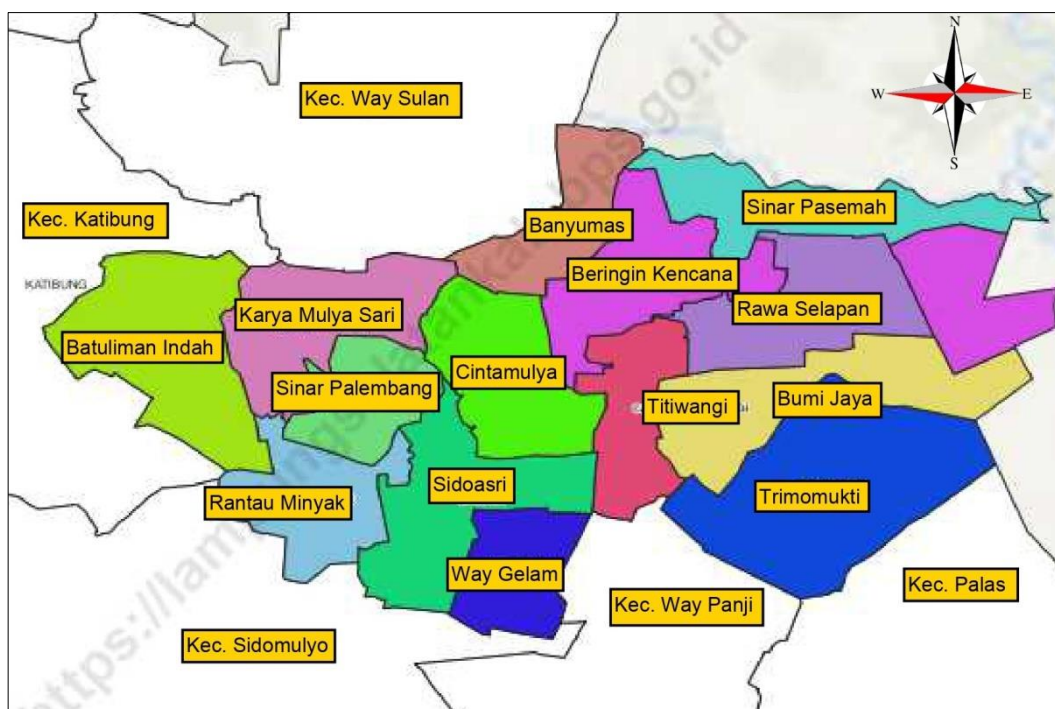 N
W
E
S
Kec. Way Sulan
Kec. Katibung
KATIBUNG
Banyumas
Sinar Pasemah
Beringin Kencana
Rawa Selapan
Karya Mulya Sari
Batuliman Indah
Sinar Palembang
Cintamulya
Titiwangi
Bumi Jaya
Rantau Minyak
Sidoasri
Trimomukti
Way Gelam
Kec. Way Panji
Kec. Palas
Kec. Sidomulyo